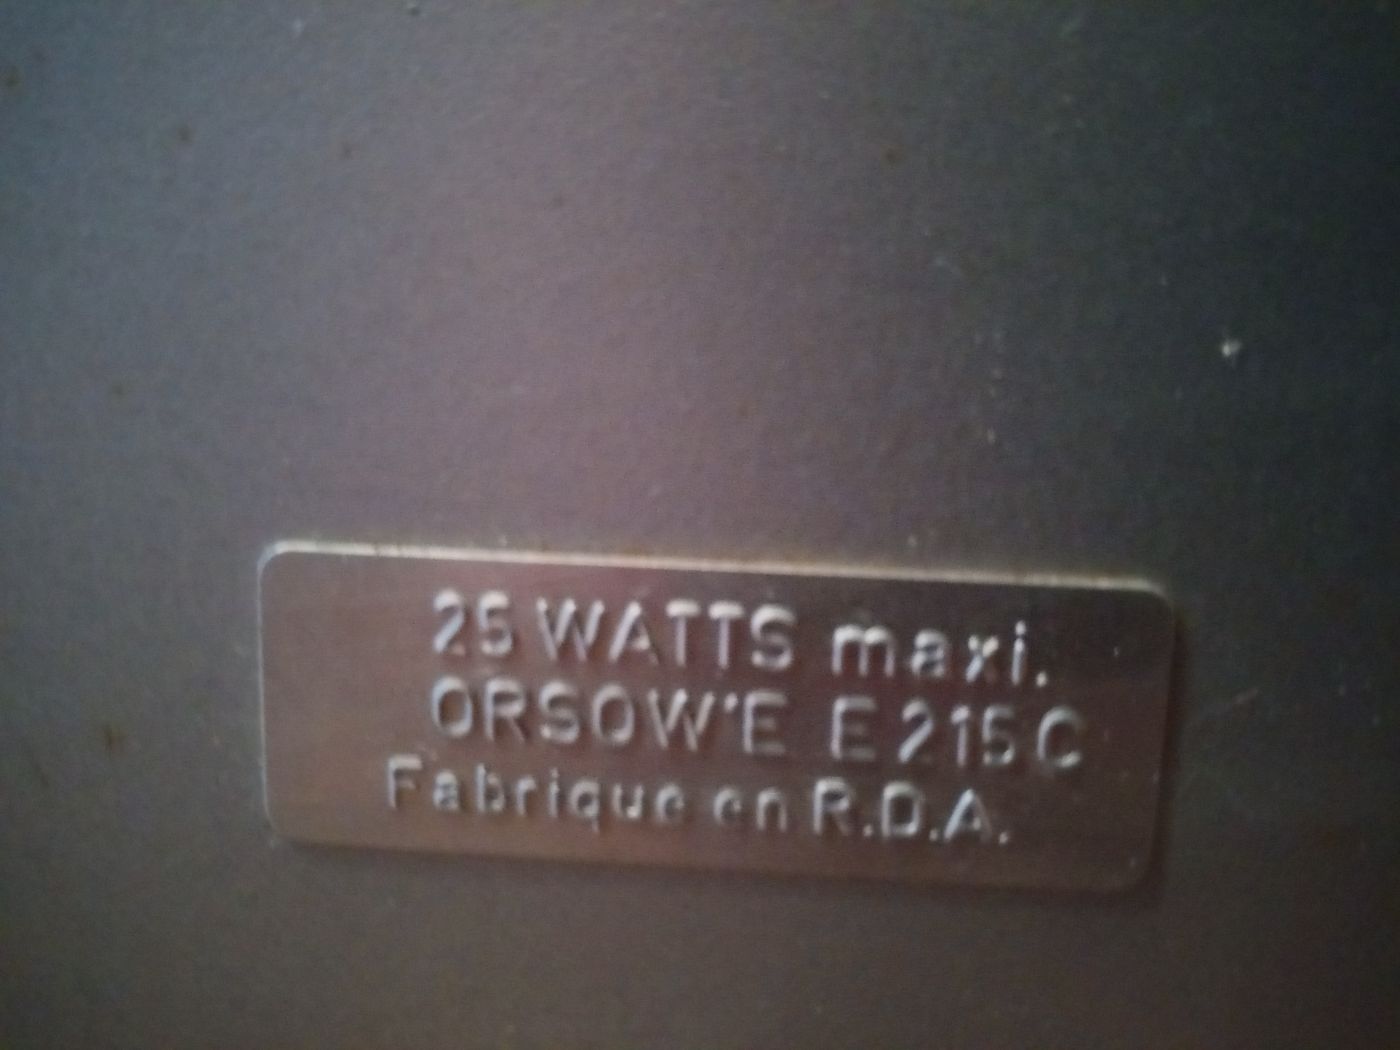 25 WATTS maxi.
ORSOW'E E 215 C
Fabrique en R.D.A.